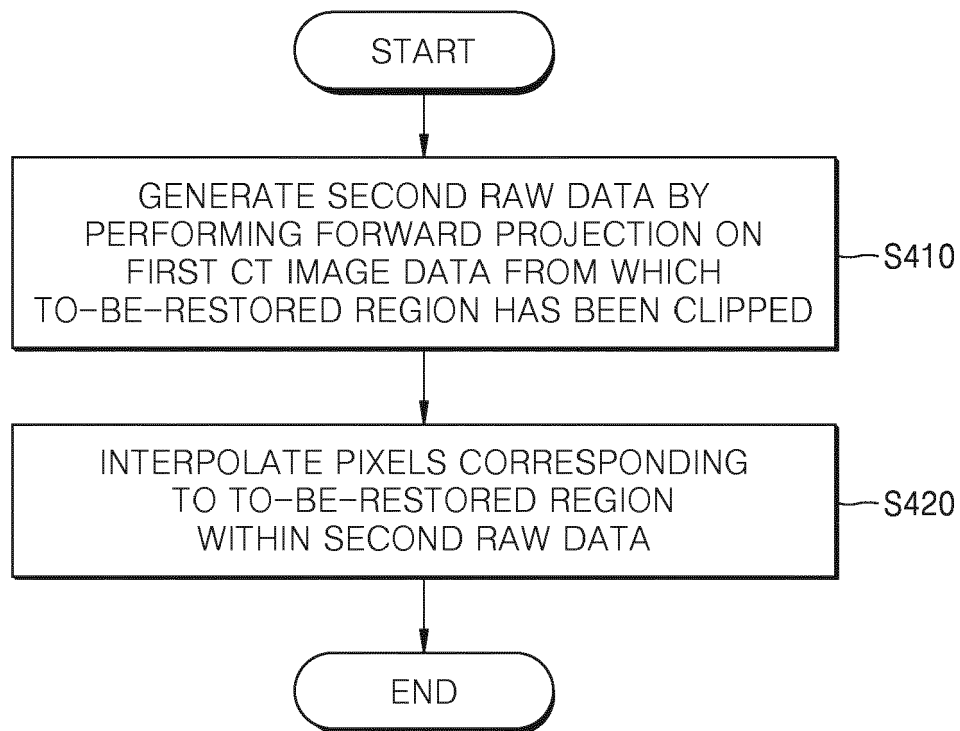 START
GENERATE SECOND RAW DATA BY
PERFORMING FORWARD PROJECTION ON
FIRST CT IMAGE DATA FROM WHICH
TO-BE-RESTORED REGION HAS BEEN CLIPPED
S410
INTERPOLATE PIXELS CORRESPONDING
TO TO-BE-RESTORED REGION
WITHIN SECOND RAW DATA
S420
END